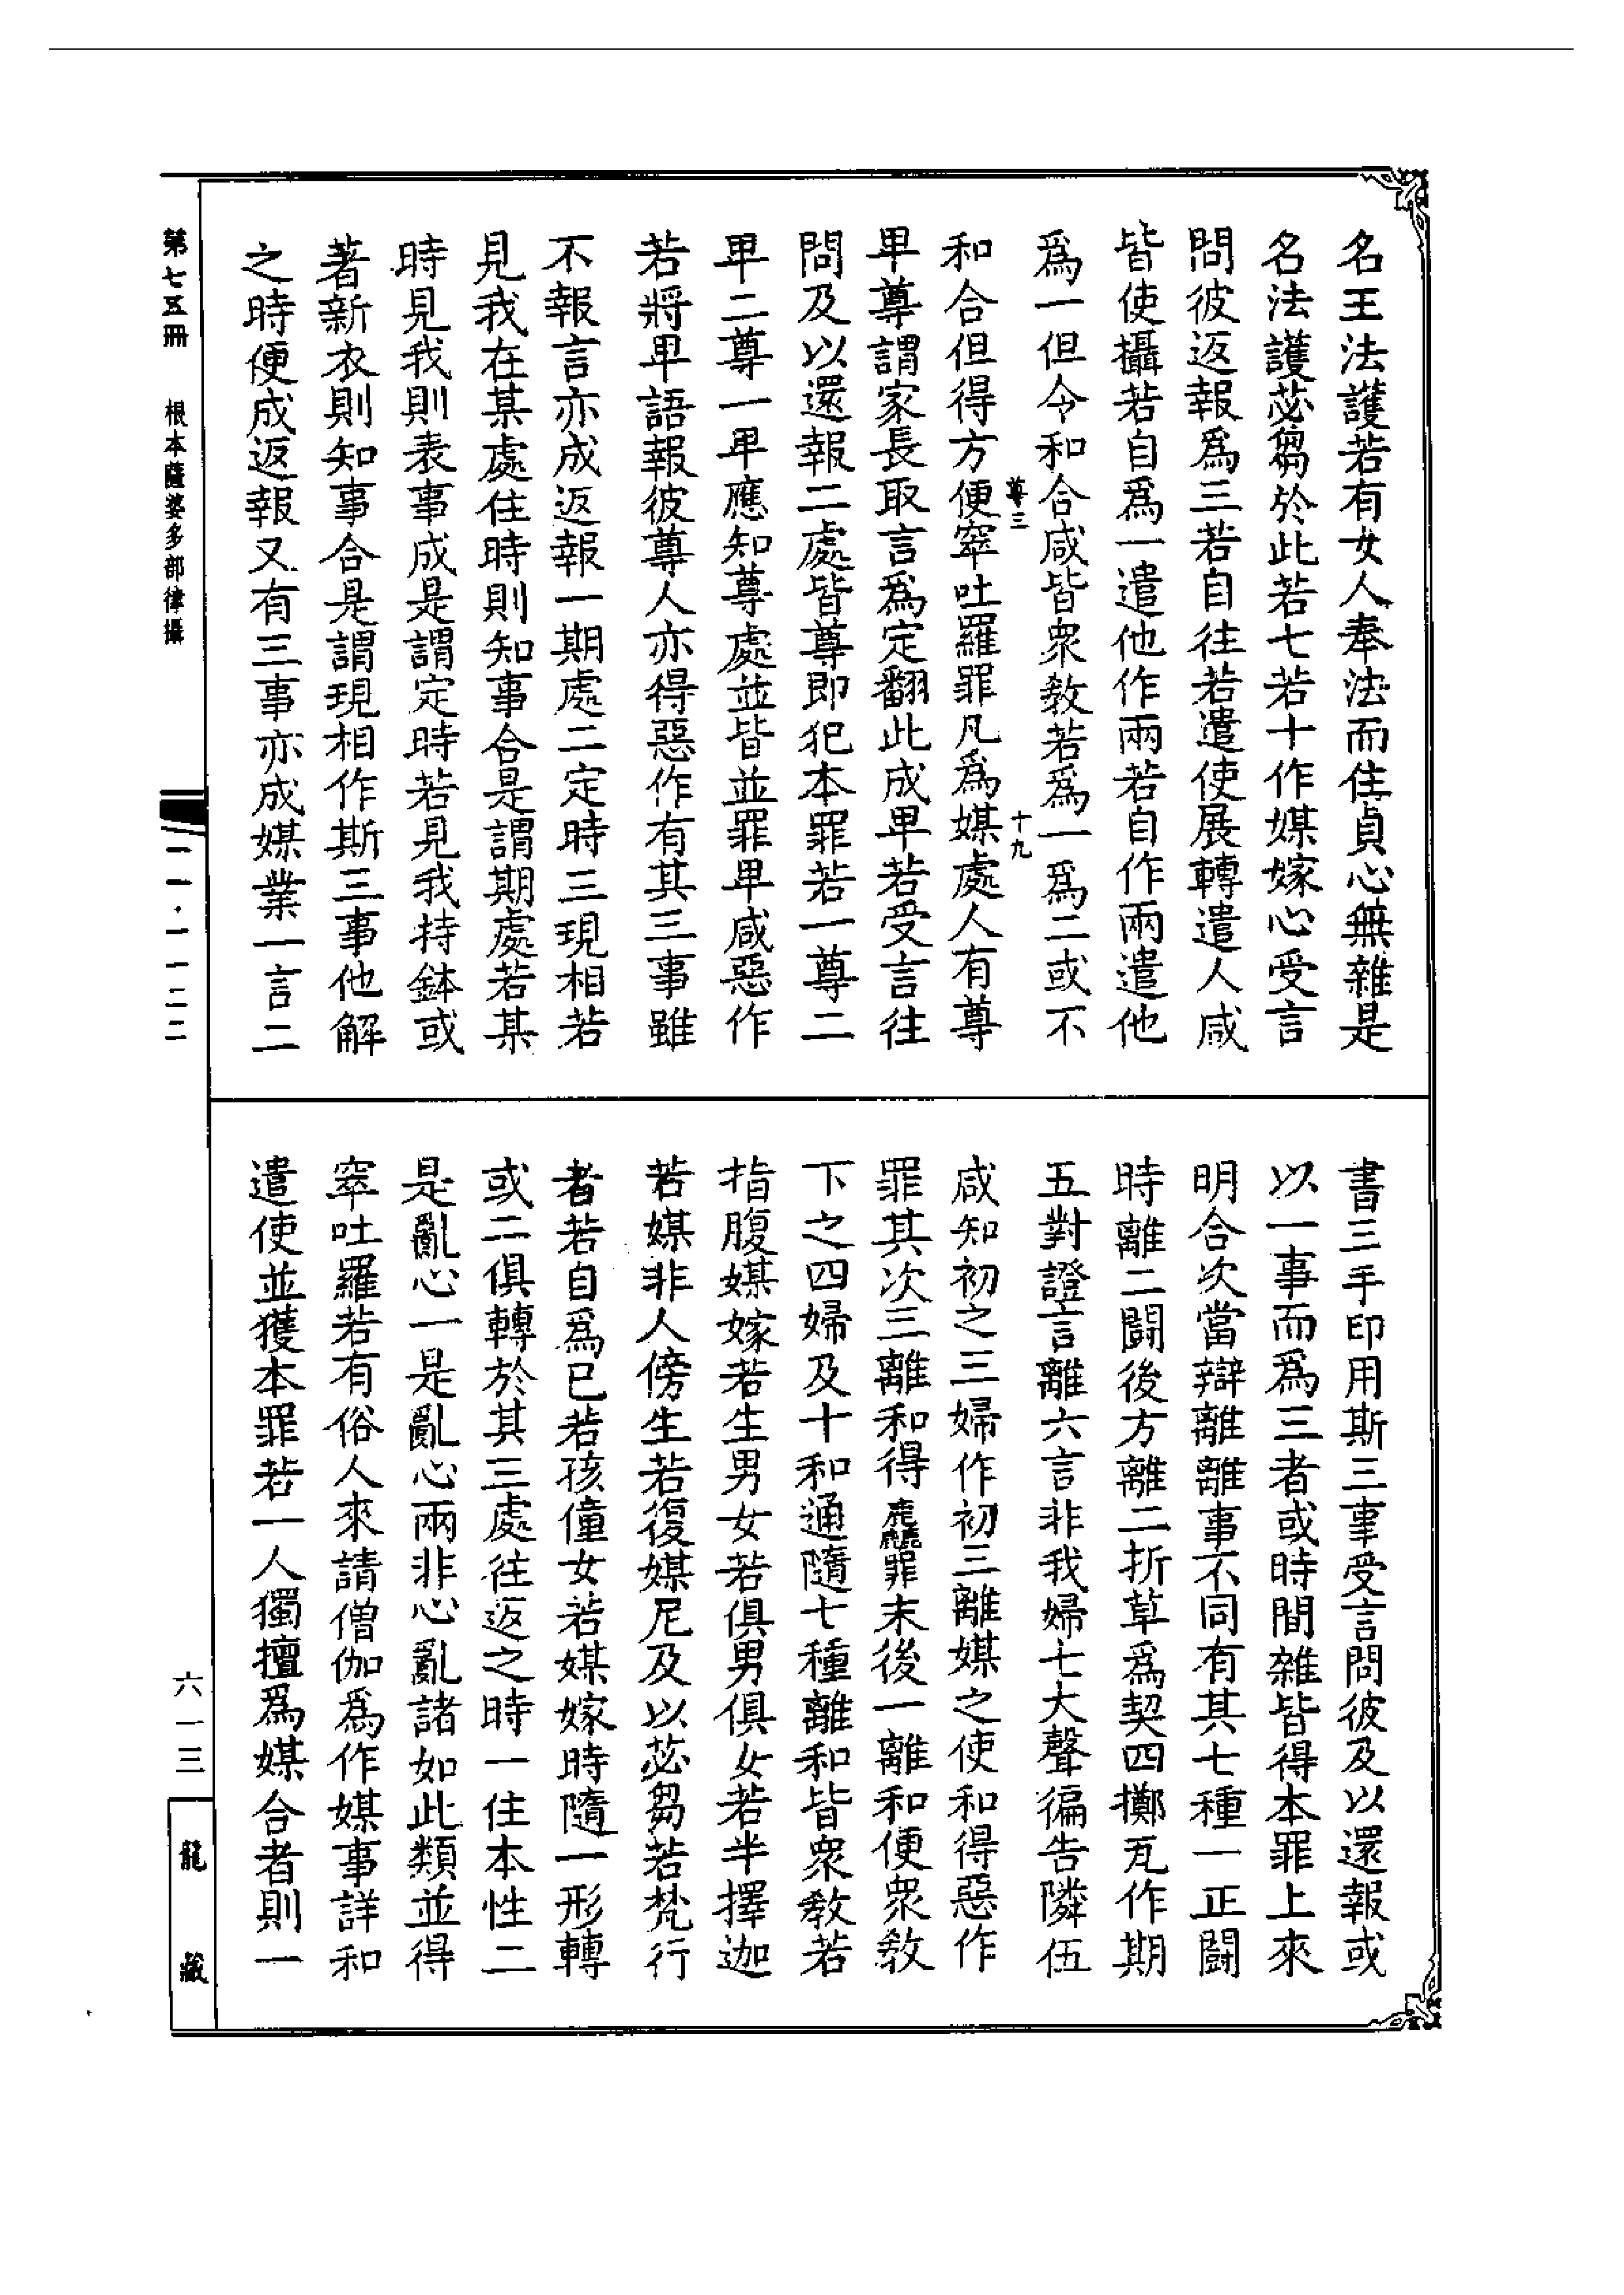 名王法護若有女人奉法而住貞心無雜是
名法護苾芻於此若七若十作媒嫁心受言
問彼返報爲三若自往若遣使展轉遣人咸
皆使攝若自爲一遣他作兩若自作兩遣他
爲一但令和合咸皆衆教若爲一爲二或不
尊三 十九
和合但得方便窣吐羅罪凡爲媒處人有尊
卑尊謂家長取言爲定翻此成卑若受言往
問及以還報二處皆尊即犯本罪若一尊二
卑二尊一卑應知尊處並皆並罪卑咸惡作
若將卑語報彼尊人亦得惡作有其三事雖
不報言亦成返報一期處二定時三現相若
見我在某處住時則知事合是謂期處若某
時見我則表事成是謂定時若見我持鉢或
著新衣則知事合是謂現相作斯三事他解
之時便成返報又有三事亦成媒業一言二
書三手印用斯三事受言問彼及以還報或
以一事而爲三者或時間雜皆得本罪上來
明合次當辯離離事不同有其七種一正鬪
時離二鬪後方離二折草爲契四擲瓦作期
五對證言離六言非我婦七大聲徧告隣伍
咸知初之三婦作初三離媒之使和得惡作
罪其次三離和得麤罪末後一離和便衆教
下之四婦及十和通隨七種離和皆衆教若
指腹媒嫁若生男女若俱男俱女若半擇迦
若媒非人傍生若復媒尼及以苾芻若梵行
者若自爲已若孩僮女若媒嫁時隨一形轉
或二俱轉於其三處往返之時一住本性二
是亂心一是亂心兩非心亂諸如此類並得
窣吐羅若有俗人來請僧伽爲作媒事詳和
遣使並獲本罪若一人獨擅爲媒合者則一
第七五冊 根本薩婆多部律攝
一一·一一二二
六一三
龍藏